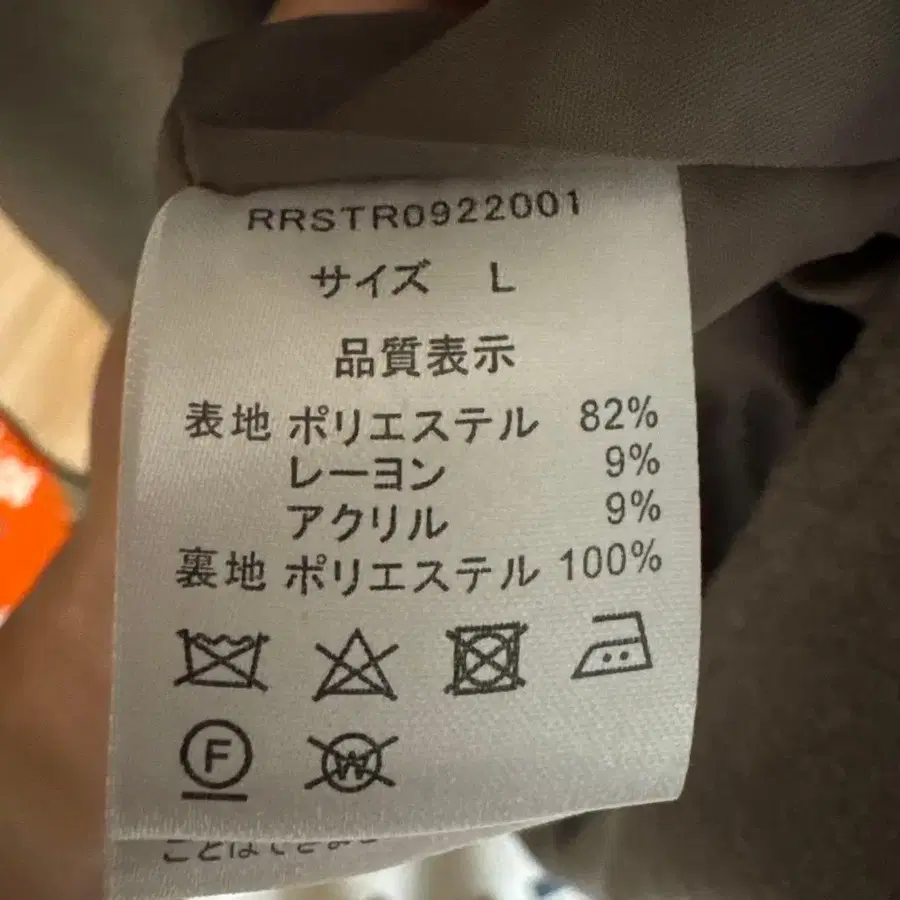 RRSTR0922001
サイズ L
品質表示
表地 ポリエステル 82%
レーヨン 9%
アクリル 9%
裏地 ポリエステル 100%
F
W